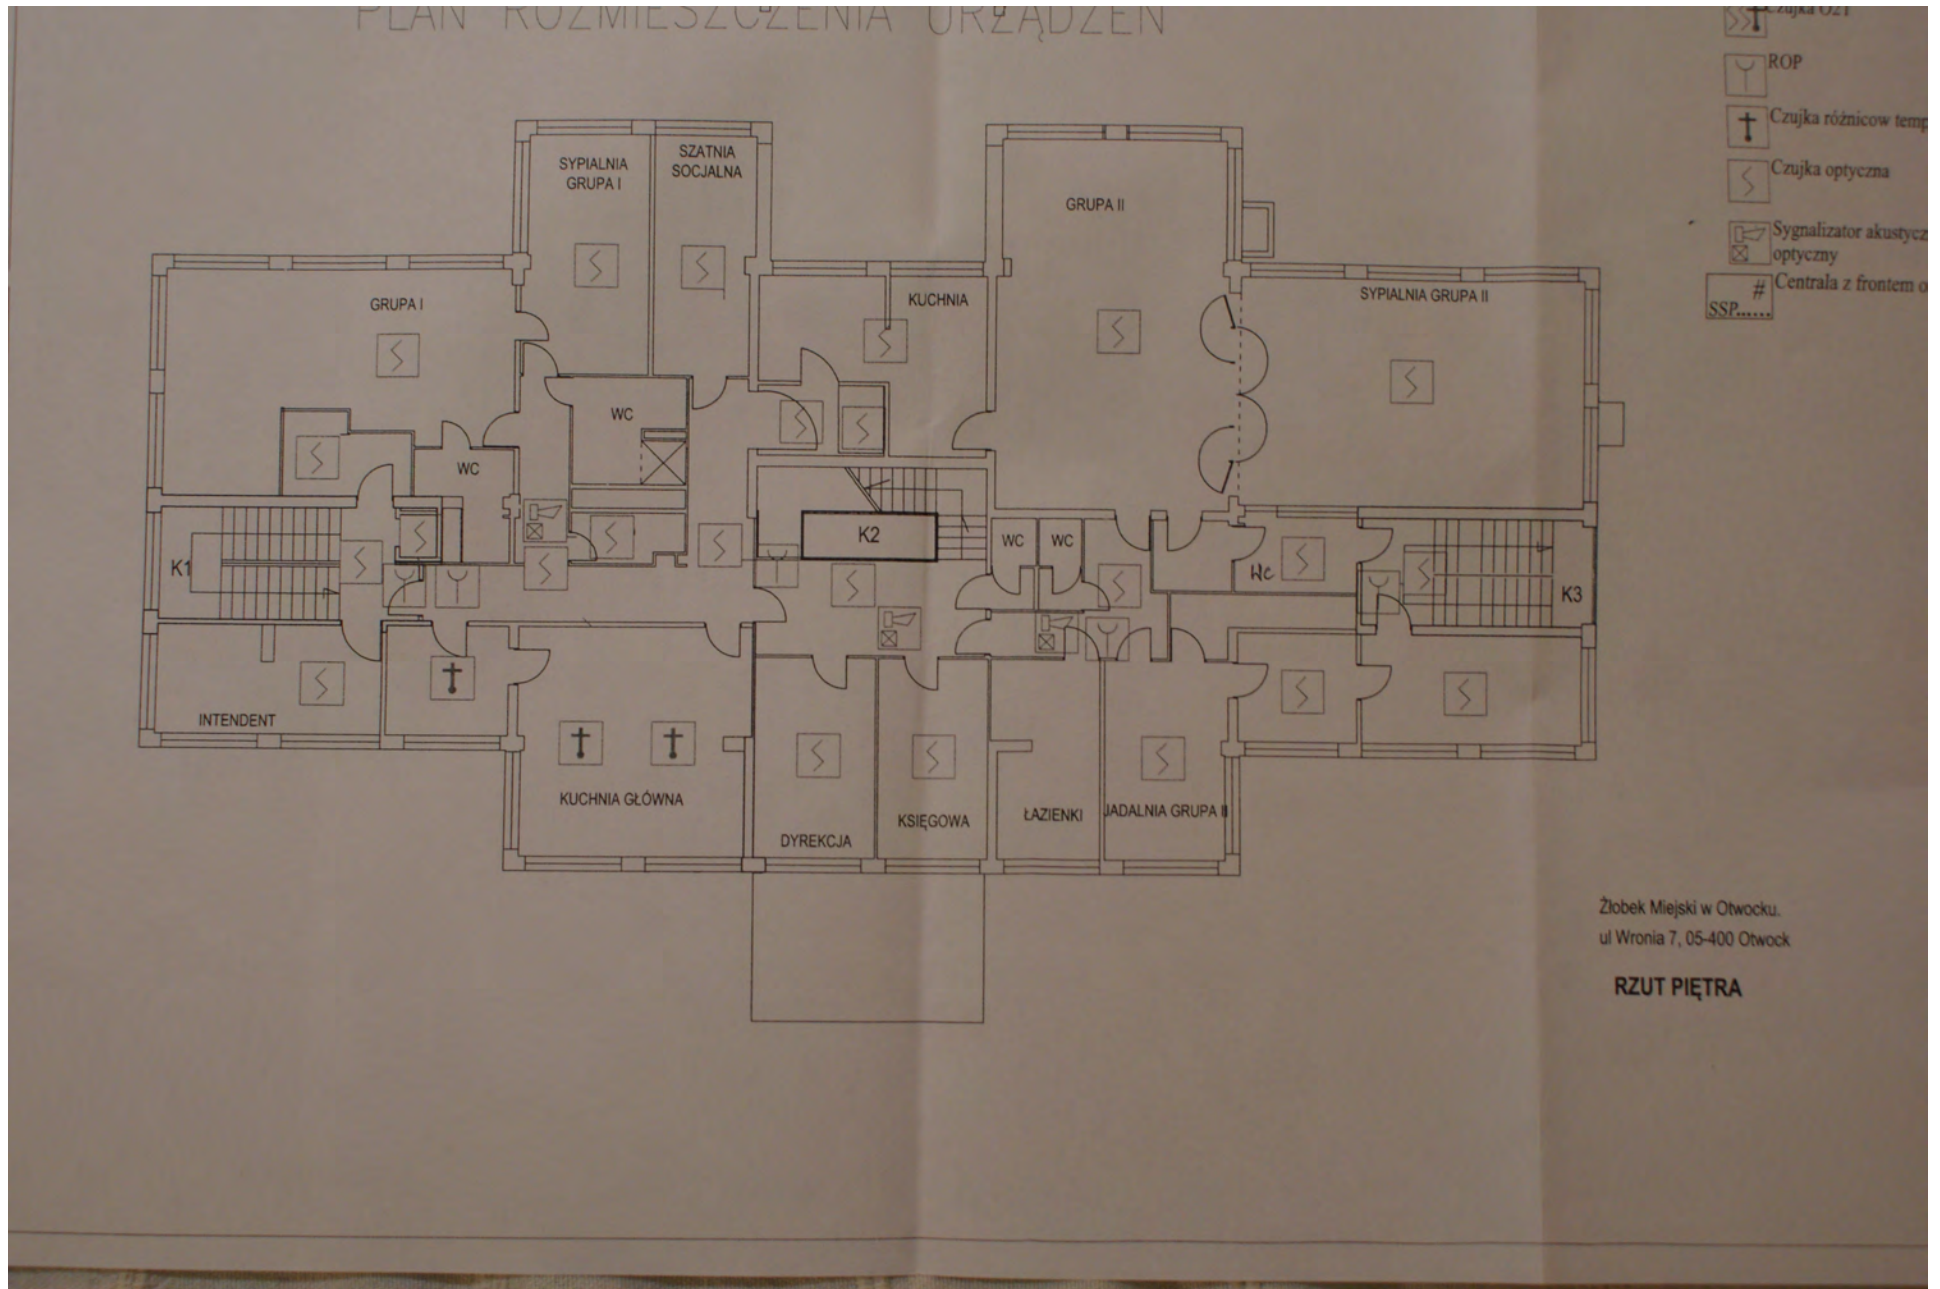 PLAN ROZMIESZCZENIA URZĄDZEŃ
Czujka OZT
ROP
Czujka różnicow temp
Czujka optyczna
Sygnalizator akustycz
optyczny
#
SSP......
Centrala z frontem o
SYPIALNIA
GRUPA I
SZATNIA
SOCJALNA
GRUPA II
GRUPA I
KUCHNIA
SYPIALNIA GRUPA II
WC
WC
K1
K2
WC
WC
WC
K3
INTENDENT
KUCHNIA GŁÓWNA
DYREKCJA
KSIĘGOWA
ŁAZIENKI
JADALNIA GRUPA II
Żłobek Miejski w Otwocku.
ul Wronia 7, 05-400 Otwock
RZUT PIĘTRA